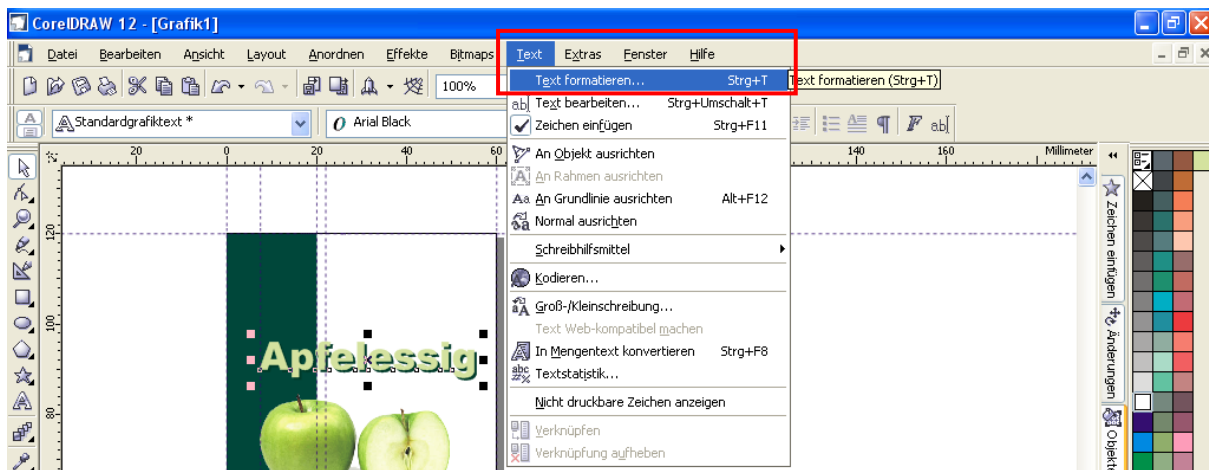 CorelDRAW 12 - [Grafik1]
Datei Bearbeiten Ansicht Layout Anordnen Effekte Bitmaps Text Extras Fenster Hilfe
100%
Text formatieren... Strg+T
Text formatieren (Strg+T)
Standardgrafiktext *
Arial Black
ab| Text bearbeiten... Strg+Umschalt+T
Zeichen einfügen Strg+F11
20 0 20 40 60 140 160 Millimeter
An Objekt ausrichten
An Rahmen ausrichten
Aa An Grundlinie ausrichten Alt+F12
Normal ausrichten
Schreibhilfsmittel
Kodieren...
Groß-/Kleinschreibung...
Text Web-kompatibel machen
In Mengentext konvertieren Strg+F8
abc Textstatistik...
Nicht druckbare Zeichen anzeigen
Verknüpfen
Verknüpfung aufheben
120
100
80
Apfelessig
Zeichen einfügen
Änderungen
Objekte